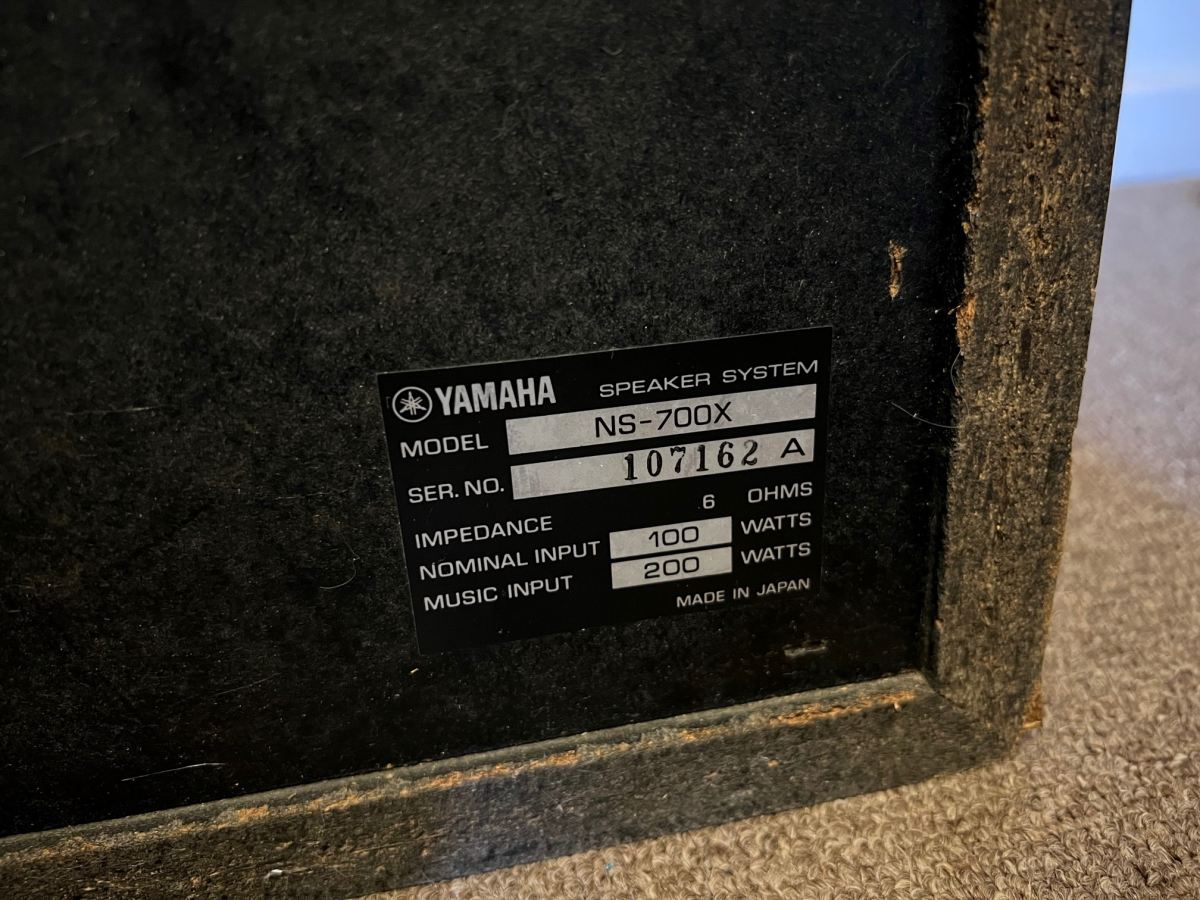 YAMAHA SPEAKER SYSTEM
MODEL NS-700X
SER. NO. 107162 A
IMPEDANCE 6 OHMS
NOMINAL INPUT 100 WATTS
MUSIC INPUT 200 WATTS
MADE IN JAPAN